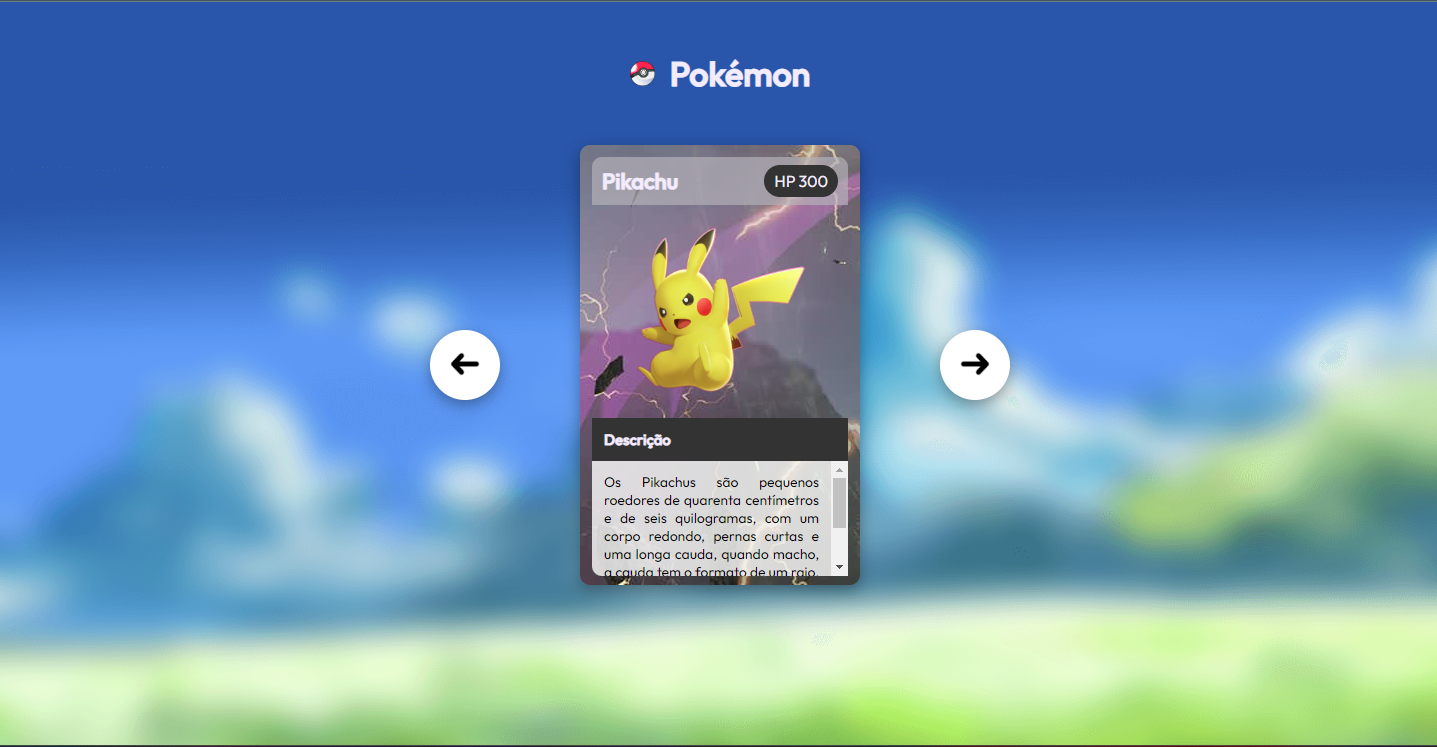 Pokémon
Pikachu
HP 300
Descrição
Os Pikachus são pequenos
roedores de quarenta centímetros
e de seis quilogramas, com um
corpo redondo, pernas curtas e
uma longa cauda, quando macho,
a cauda tem o formato de um raio.